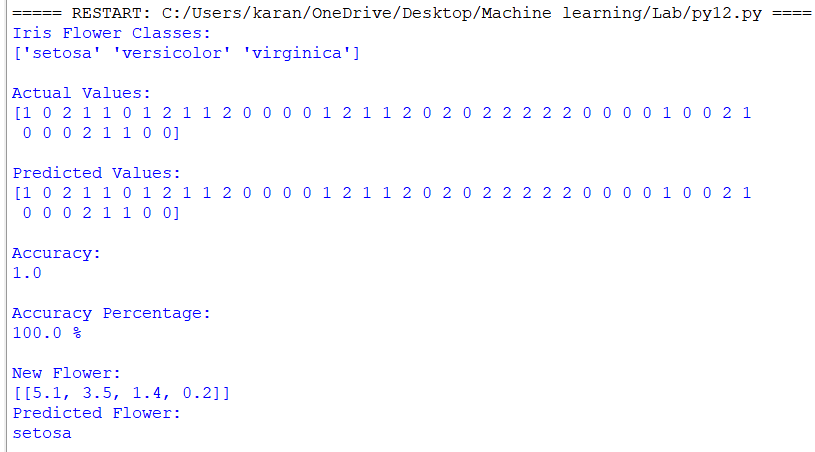 ===== RESTART: C:/Users/karan/OneDrive/Desktop/Machine learning/Lab/py12.py ====
Iris Flower Classes:
['setosa' 'versicolor' 'virginica']
Actual Values:
[1 0 2 1 1 0 1 2 1 1 2 0 0 0 0 1 2 1 1 2 0 2 0 2 2 2 2 2 0 0 0 0 1 0 0 2 1
0 0 0 2 1 1 0 0]
Predicted Values:
[1 0 2 1 1 0 1 2 1 1 2 0 0 0 0 1 2 1 1 2 0 2 0 2 2 2 2 2 0 0 0 0 1 0 0 2 1
0 0 0 2 1 1 0 0]
Accuracy:
1.0
Accuracy Percentage:
100.0 %
New Flower:
[[5.1, 3.5, 1.4, 0.2]]
Predicted Flower:
setosa